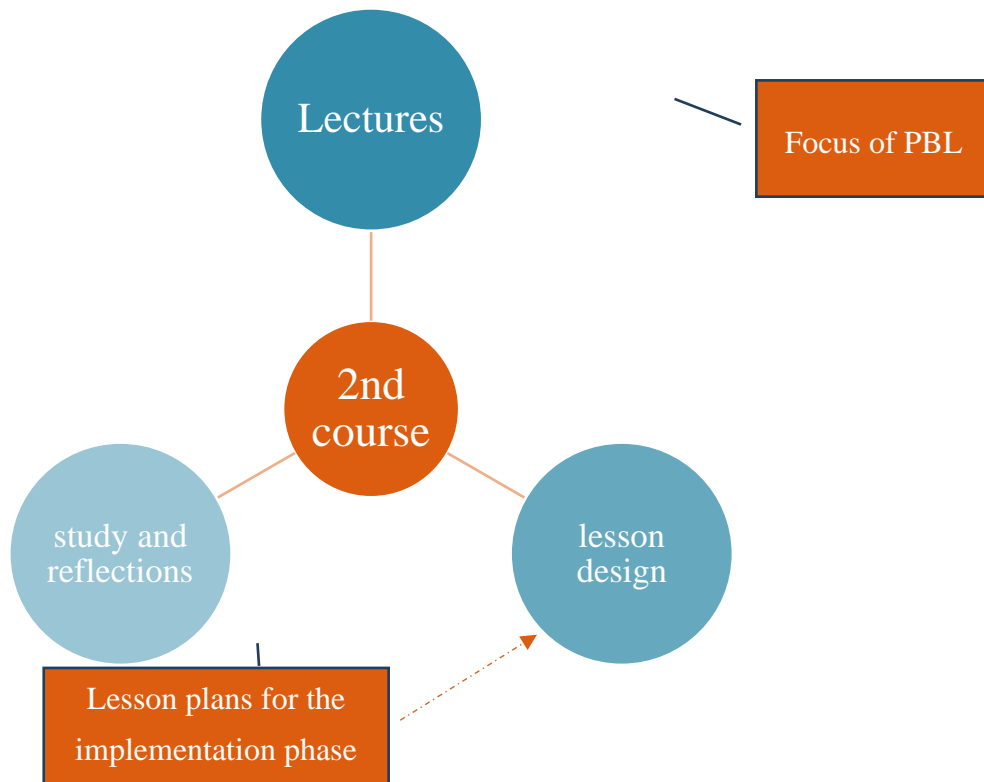 Lectures
Focus of PBL
2nd
course
study and
reflections
lesson
design
Lesson plans for the
implementation phase